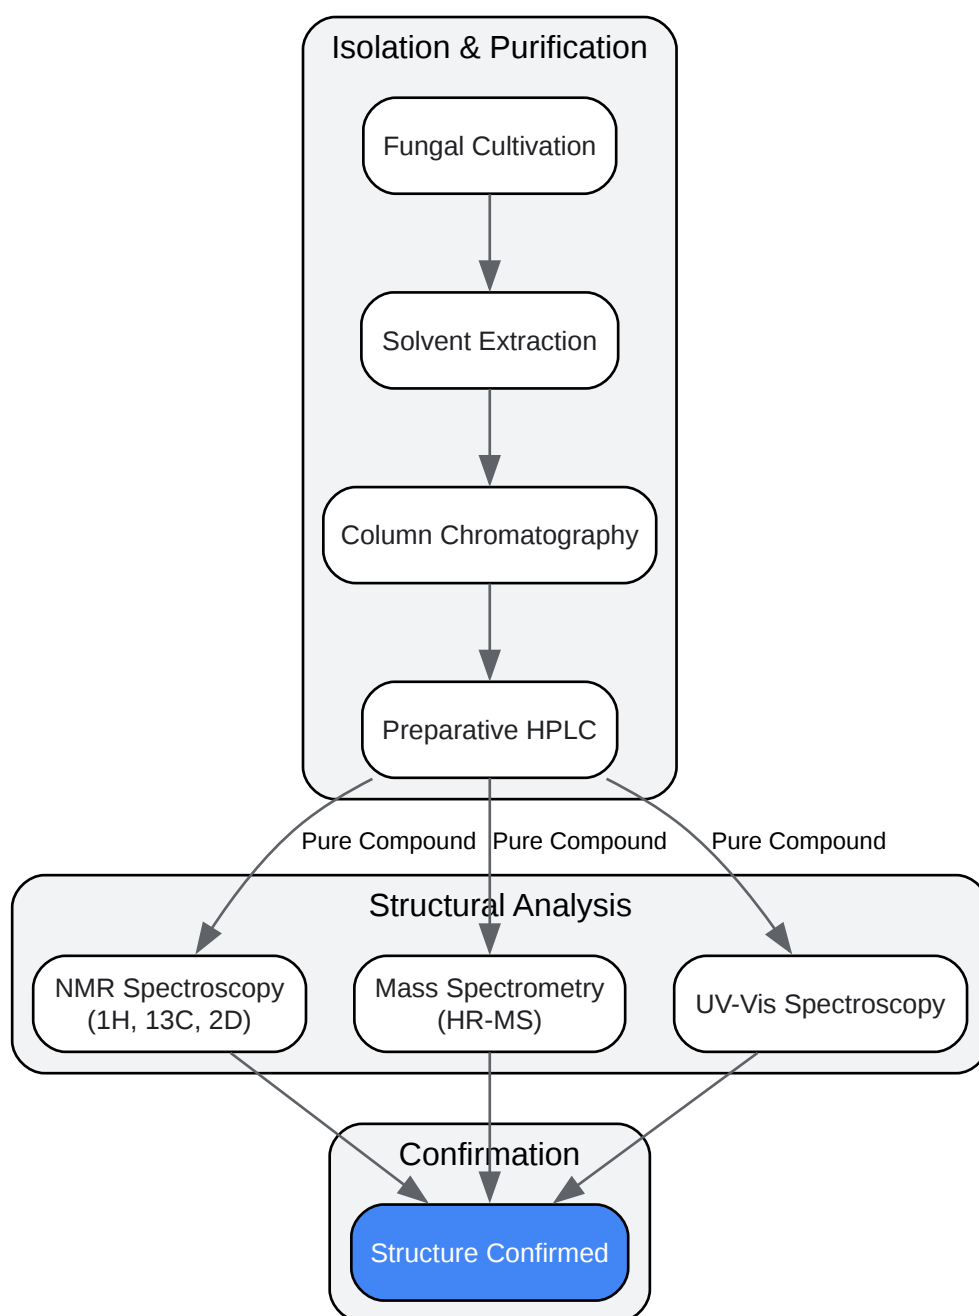 Isolation & Purification
Fungal Cultivation
Solvent Extraction
Column Chromatography
Preparative HPLC
Pure Compound
Pure Compound
Pure Compound
Structural Analysis
NMR Spectroscopy
(1H, 13C, 2D)
Mass Spectrometry
(HR-MS)
UV-Vis Spectroscopy
Confirmation
Structure Confirmed